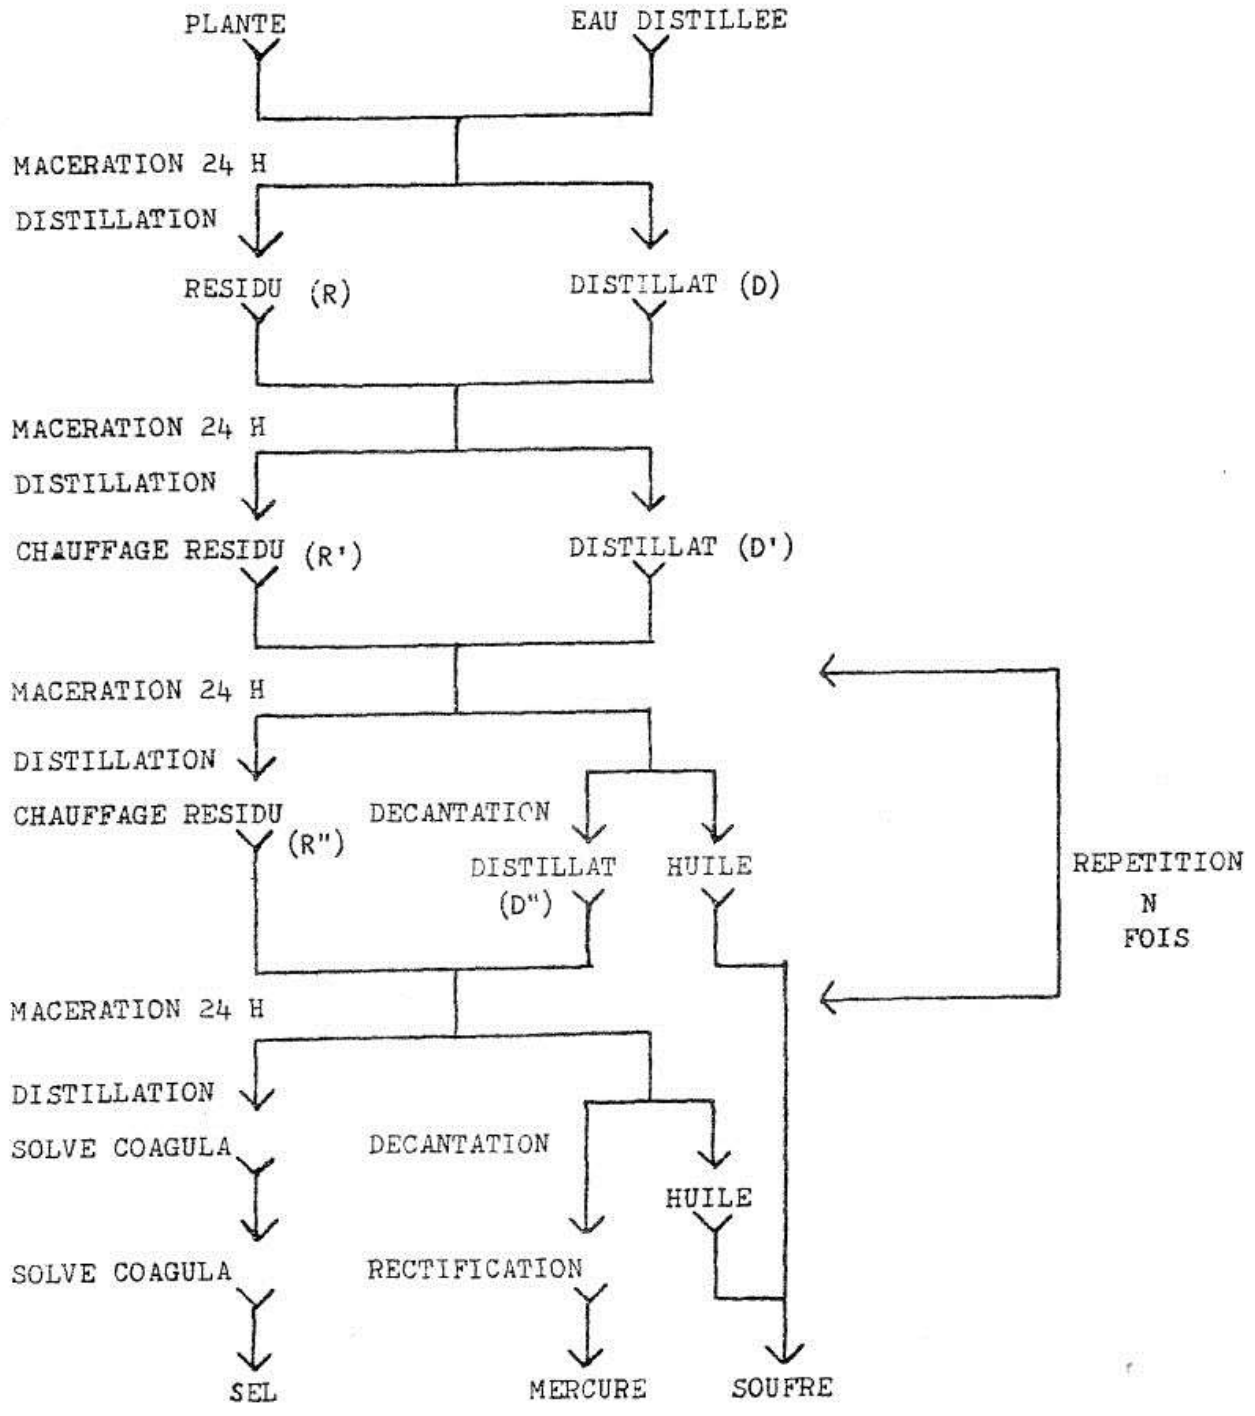 PLANTE EAU DISTILLEE
MACERATION 24 H
DISTILLATION
RESIDU (R) DISTILLAT (D)
MACERATION 24 H
DISTILLATION
CHAUFFAGE RESIDU (R') DISTILLAT (D')
MACERATION 24 H
DISTILLATION
CHAUFFAGE RESIDU (R") DECANTATION
DISTILLAT (D") HUILE
REPETITION
N
FOIS
MACERATION 24 H
DISTILLATION
SOLVE COAGULA DECANTATION
HUILE
SOLVE COAGULA RECTIFICATION
SEL MERCURE SOUFRE